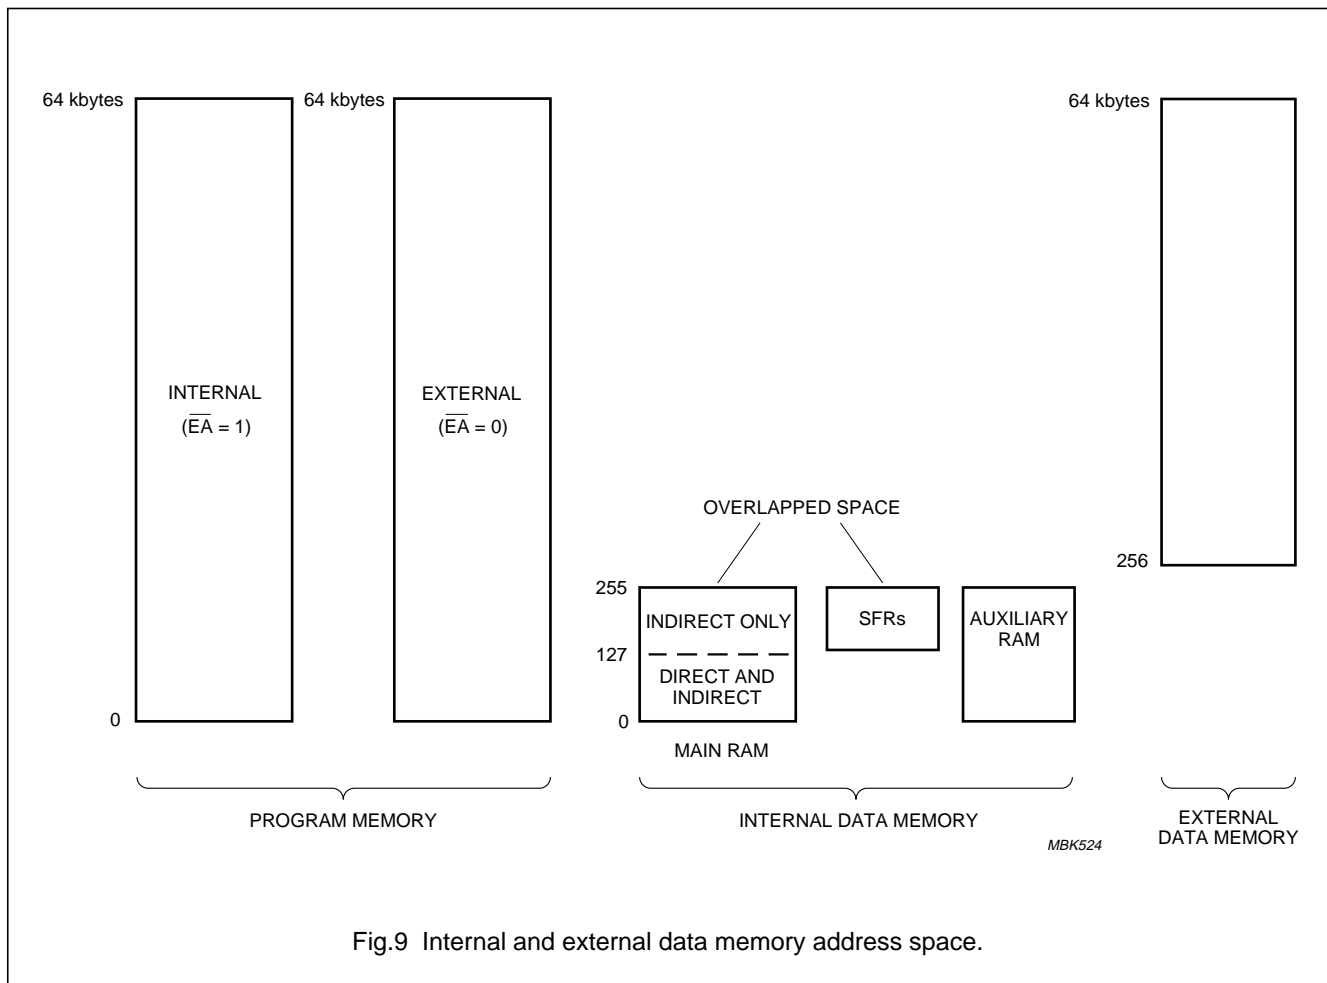 64 kbytes
64 kbytes
64 kbytes
INTERNAL
(E̅A̅ = 1)
EXTERNAL
(E̅A̅ = 0)
OVERLAPPED SPACE
256
255
INDIRECT ONLY
SFRs
AUXILIARY
RAM
127
DIRECT AND
INDIRECT
0
0
MAIN RAM
PROGRAM MEMORY
INTERNAL DATA MEMORY
EXTERNAL
DATA MEMORY
MBK524
Fig.9 Internal and external data memory address space.